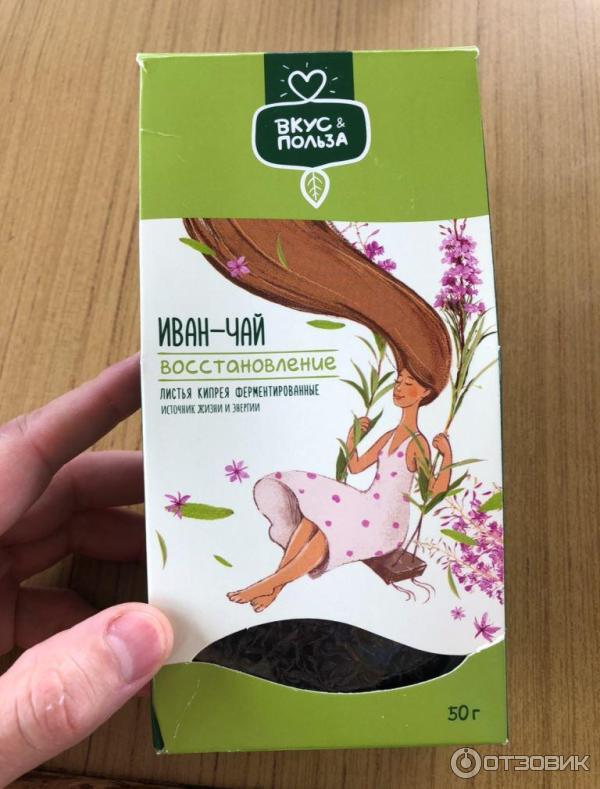 ВКУС &
ПОЛЬЗА
ИВАН-ЧАЙ
ВОССТАНОВЛЕНИЕ
ЛИСТЬЯ КИПРЕЯ ФЕРМЕНТИРОВАННЫЕ
ИСТОЧНИК ЖИЗНИ И ЭНЕРГИИ
50 г
ОТЗОВИК